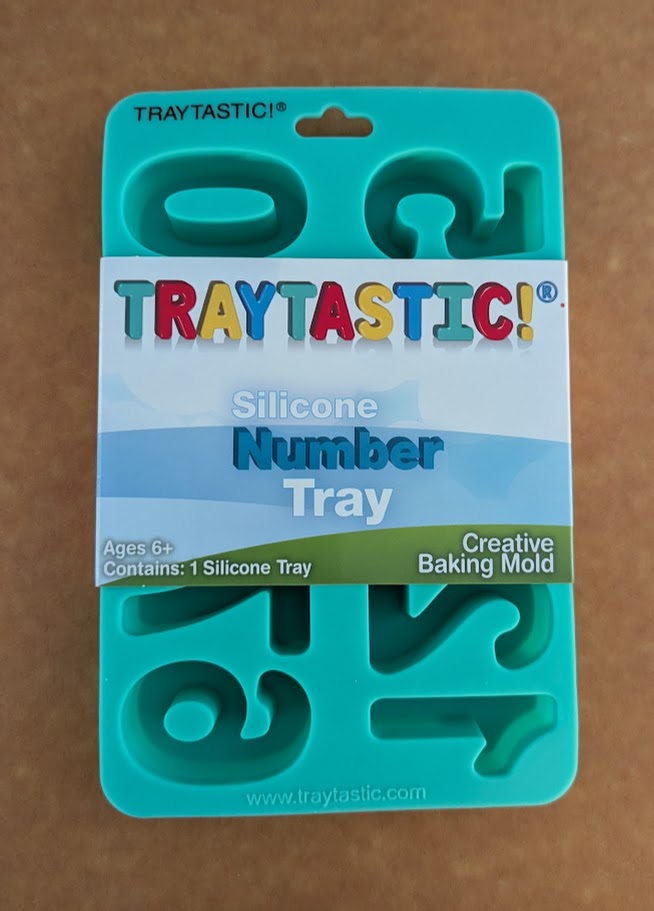 TRAYTASTIC!®
TRAYTASTIC!®
Silicone
Number
Tray
Ages 6+
Contains: 1 Silicone Tray
Creative
Baking Mold
www.traytastic.com